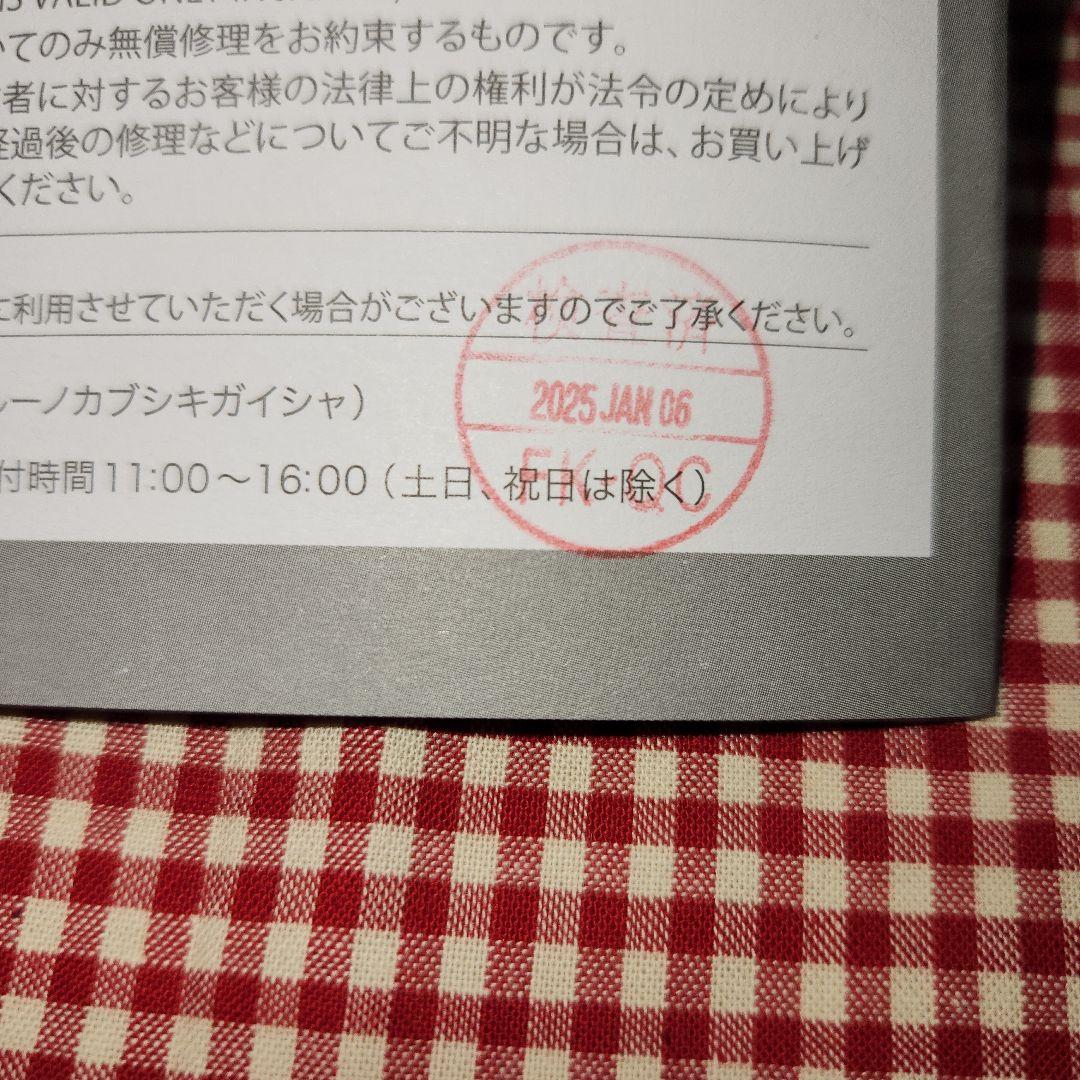 VALID ONLY IN
いてのみ無償修理をお約束するものです。
者に対するお客様の法律上の権利が法令の定めにより
経過後の修理などについてご不明な場合は、お買い上げ
ください。
に利用させていただく場合がございますのでご了承ください。
ルーノカブシキガイシャ）
付時間 11:00～16:00（土日、祝日は除く）
検査済
2025 JAN 06
FK-QC